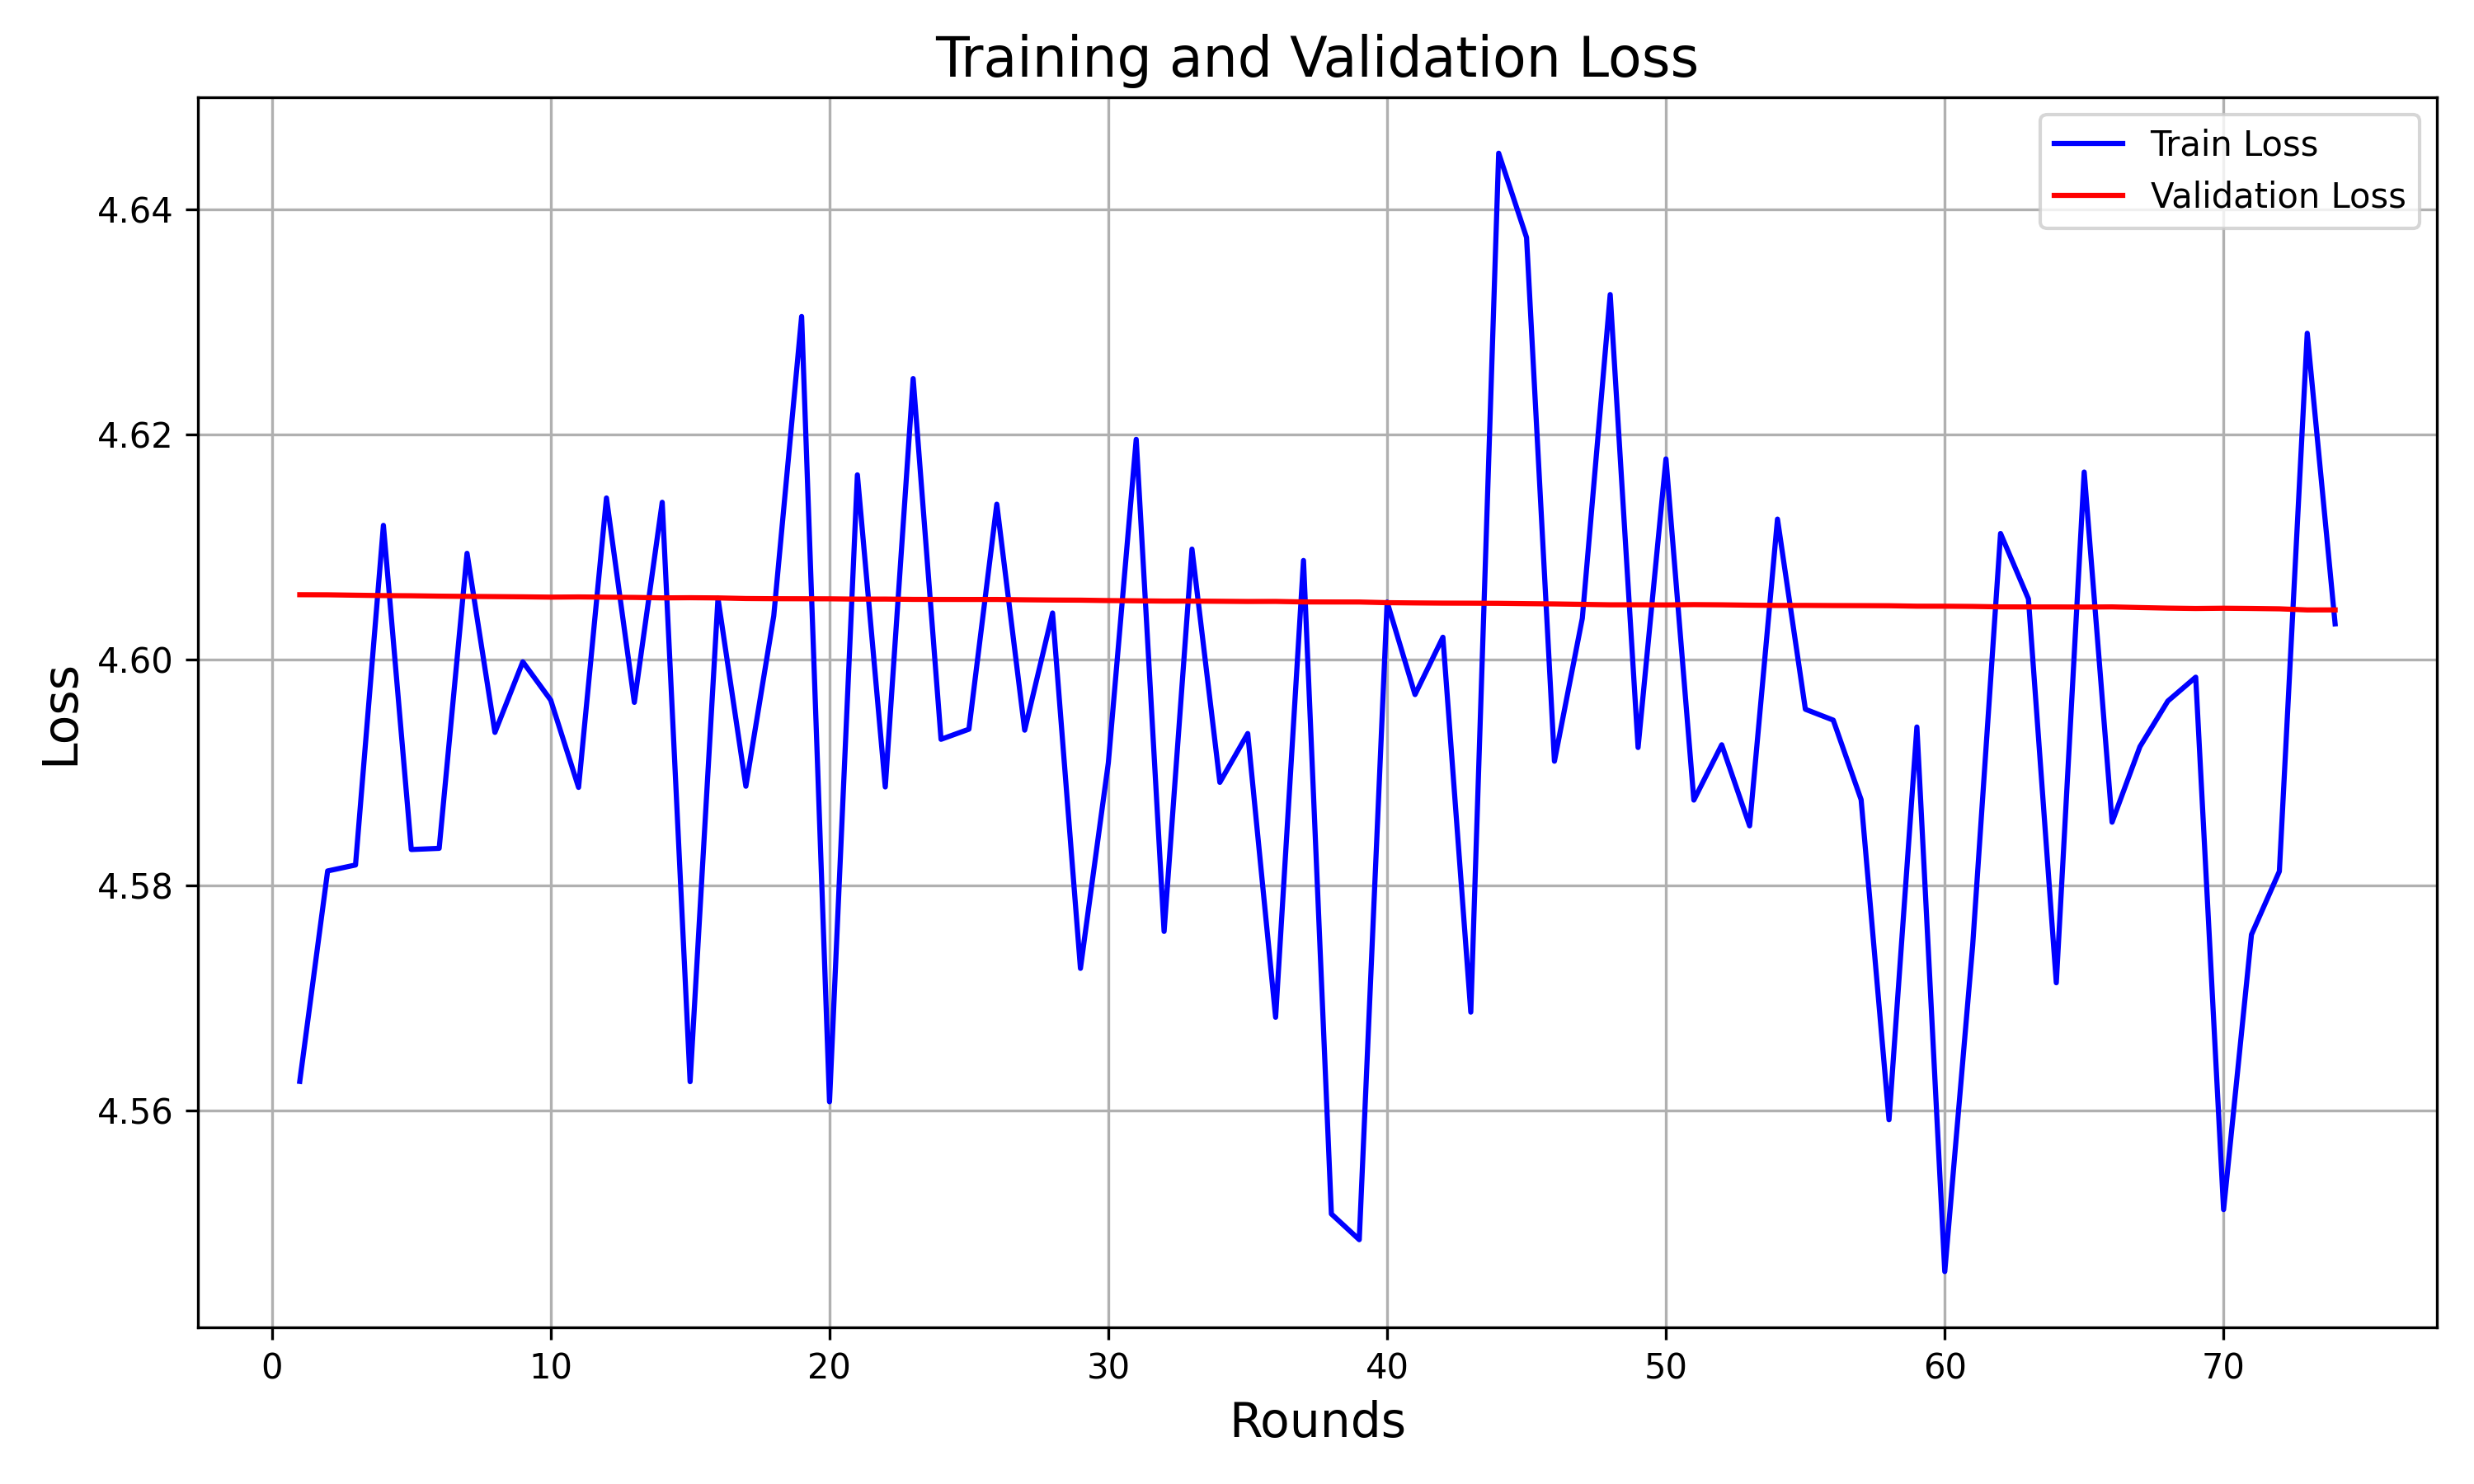 Training and Validation Loss
Train Loss
Validation Loss
4.64
4.62
4.60
4.58
4.56
Loss
0 10 20 30 40 50 60 70
Rounds